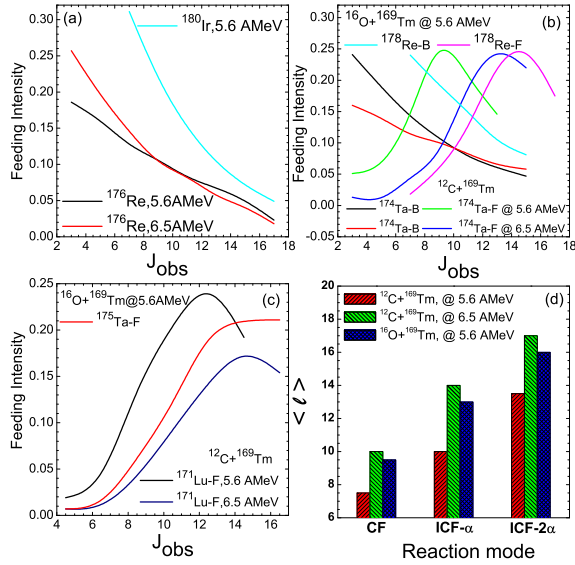 (a)
¹⁸⁰Ir,5.6 AMeV
¹⁷⁶Re,5.6AMeV
¹⁷⁶Re,6.5AMeV
Feeding Intensity
0.30
0.25
0.20
0.15
0.10
0.05
0.00
2 4 6 8 10 12 14 16 18
J_obs
(b)
¹⁶O+¹⁶⁹Tm @ 5.6 AMeV
¹⁷⁸Re-B ¹⁷⁸Re-F
¹²C+¹⁶⁹Tm
¹⁷⁴Ta-B ¹⁷⁴Ta-F @ 5.6 AMeV
¹⁷⁴Ta-B ¹⁷⁴Ta-F @ 6.5 AMeV
Feeding Intensity
0.30
0.25
0.20
0.15
0.10
0.05
0.00
-0.05
2 4 6 8 10 12 14 16 18
J_obs
(c)
¹⁶O+¹⁶⁹Tm@5.6AMeV
¹⁷⁵Ta-F
¹²C+¹⁶⁹Tm
¹⁷¹Lu-F,5.6 AMeV
¹⁷¹Lu-F,6.5 AMeV
Feeding Intensity
0.25
0.20
0.15
0.10
0.05
0.00
4 6 8 10 12 14 16
J_obs
(d)
¹²C+¹⁶⁹Tm, @ 5.6 AMeV
¹²C+¹⁶⁹Tm, @ 6.5 AMeV
¹⁶O+¹⁶⁹Tm, @ 5.6 AMeV
< ℓ >
20
18
16
14
12
10
8
6
CF ICF-α ICF-2α
Reaction mode